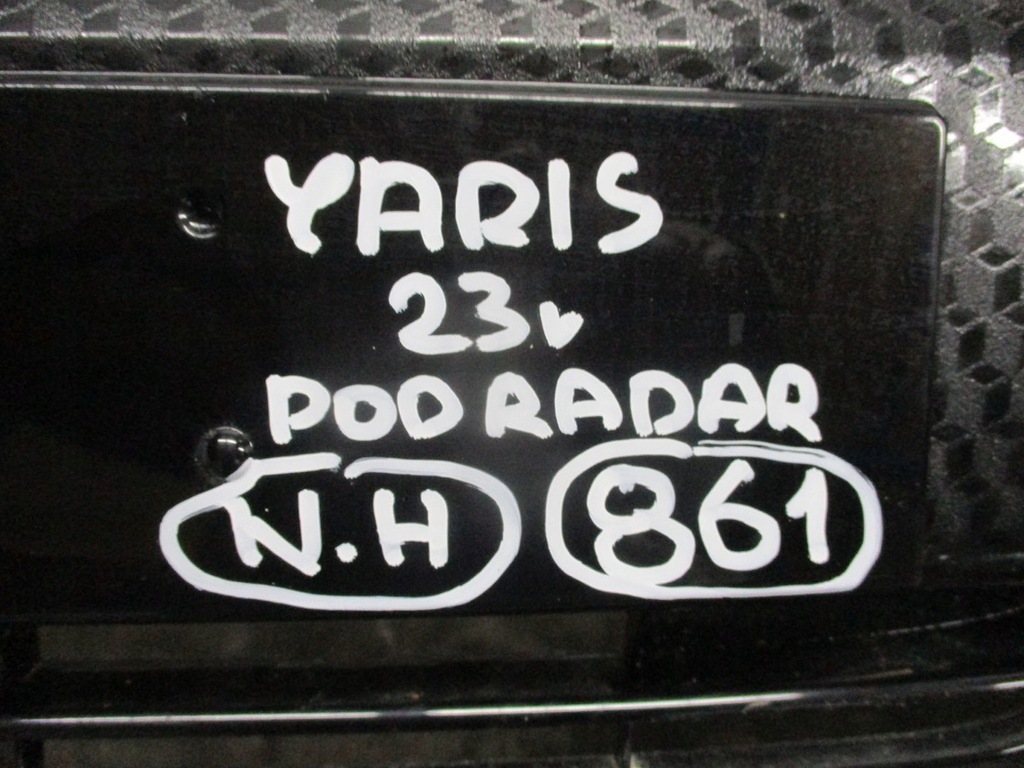 YARIS
23r
POD RADAR
N.H 861